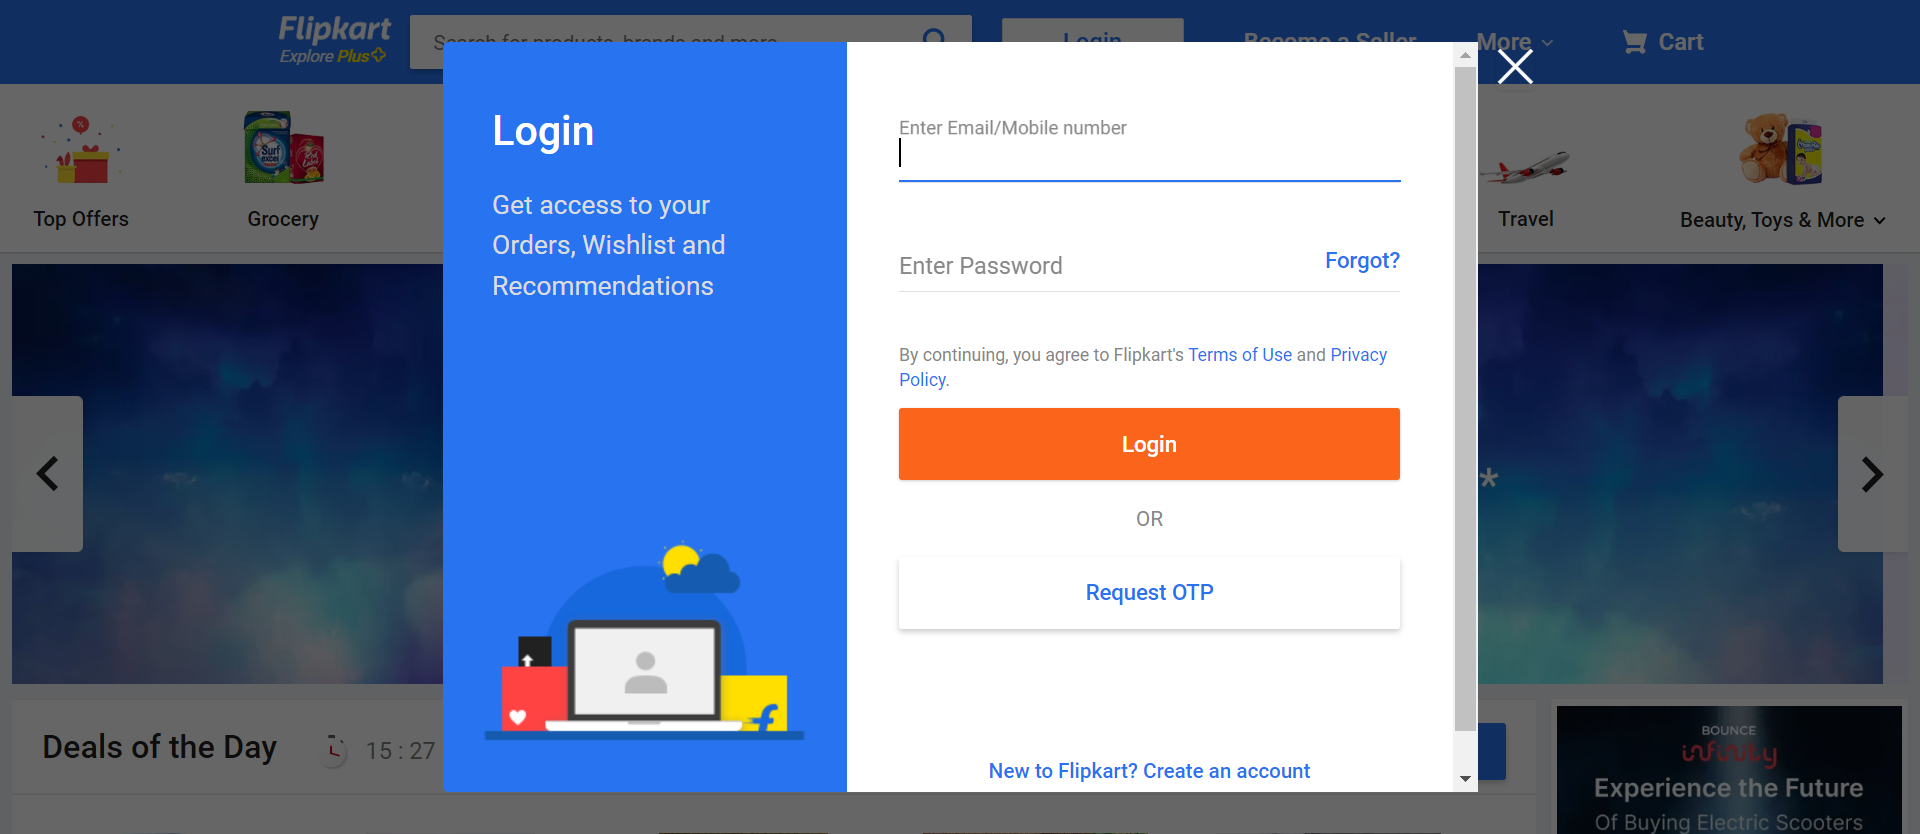 Flipkart
Explore Plus
Search for products, brands and more
Login
Become a Seller
More
Cart
Top Offers
Grocery
Travel
Beauty, Toys & More
Login
Get access to your
Orders, Wishlist and
Recommendations
Enter Email/Mobile number
Enter Password
Forgot?
By continuing, you agree to Flipkart's Terms of Use and Privacy
Policy.
Login
OR
Request OTP
New to Flipkart? Create an account
*
Deals of the Day
15 : 27
BOUNCE
infinity
Experience the Future
Of Buying Electric Scooters
Surf
excel